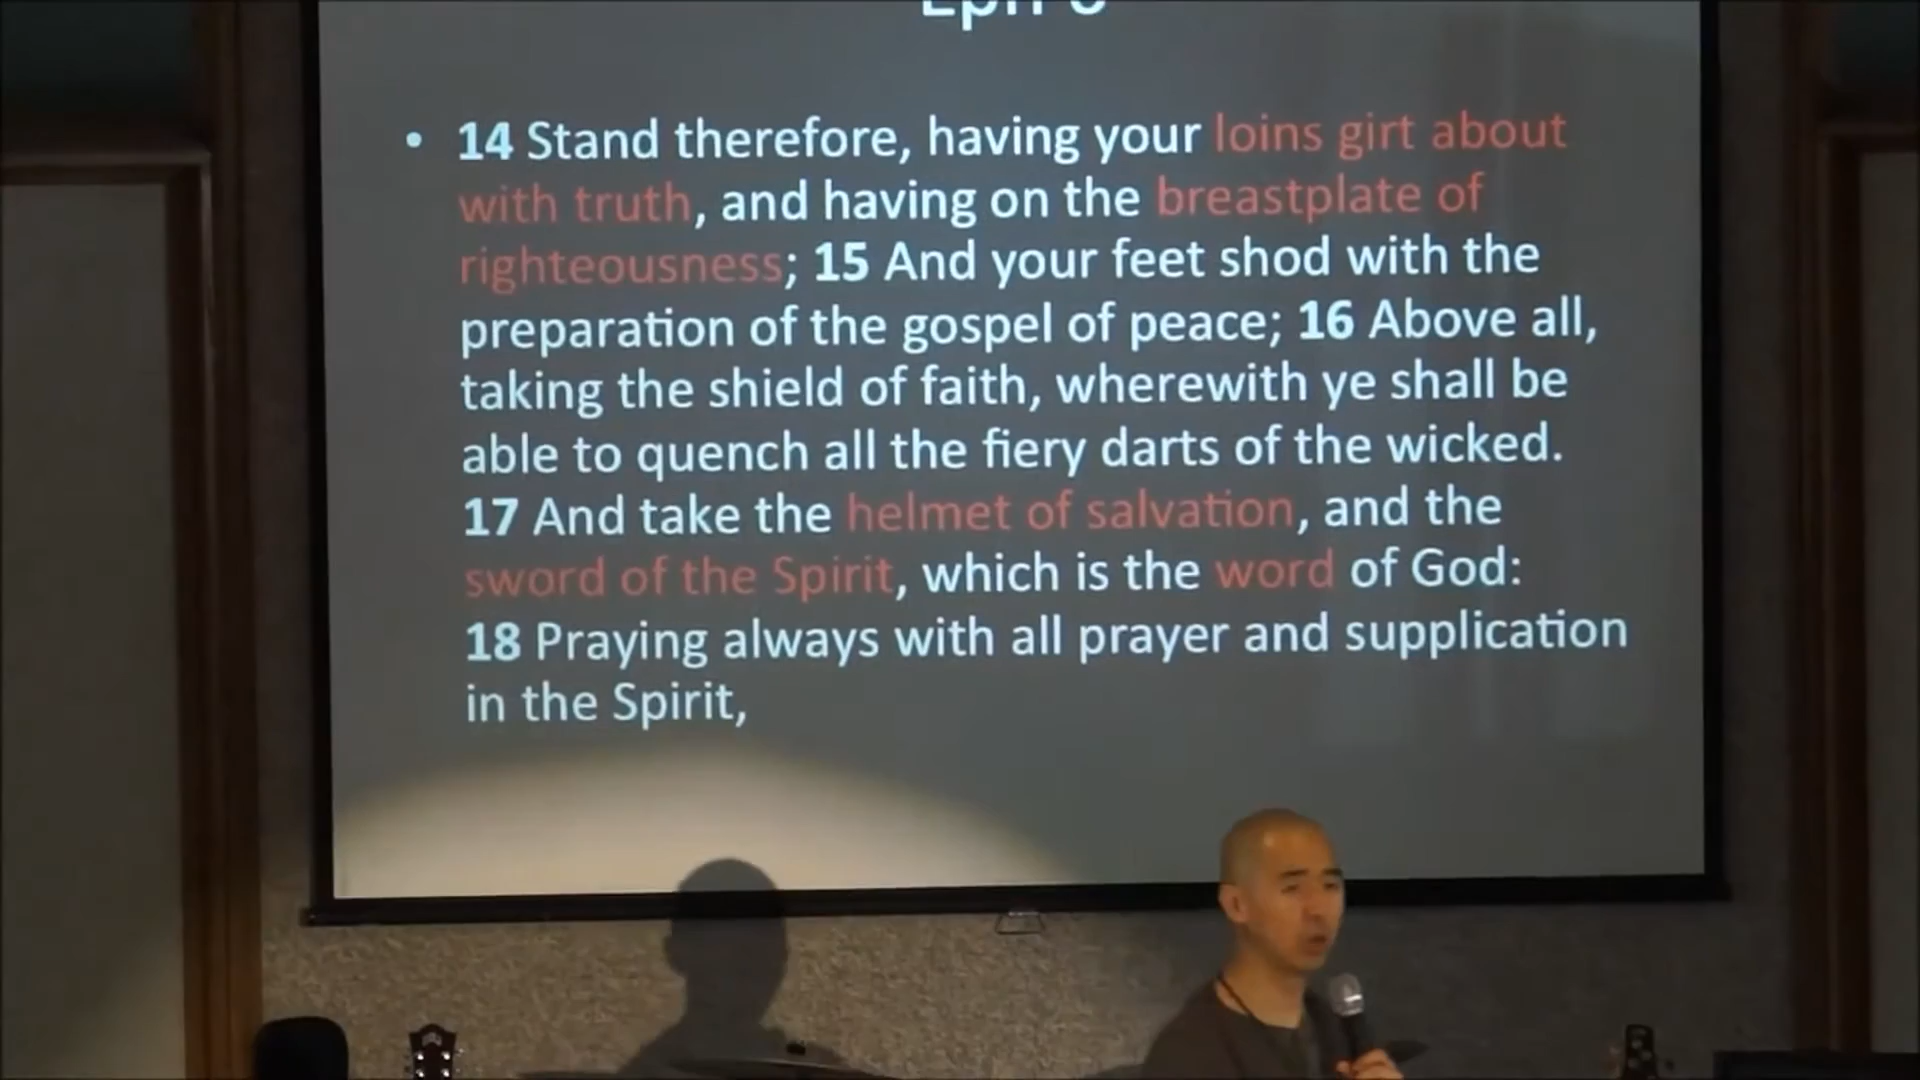 Eph 6
• 14 Stand therefore, having your loins girt about
with truth, and having on the breastplate of
righteousness; 15 And your feet shod with the
preparation of the gospel of peace; 16 Above all,
taking the shield of faith, wherewith ye shall be
able to quench all the fiery darts of the wicked.
17 And take the helmet of salvation, and the
sword of the Spirit, which is the word of God:
18 Praying always with all prayer and supplication
in the Spirit,